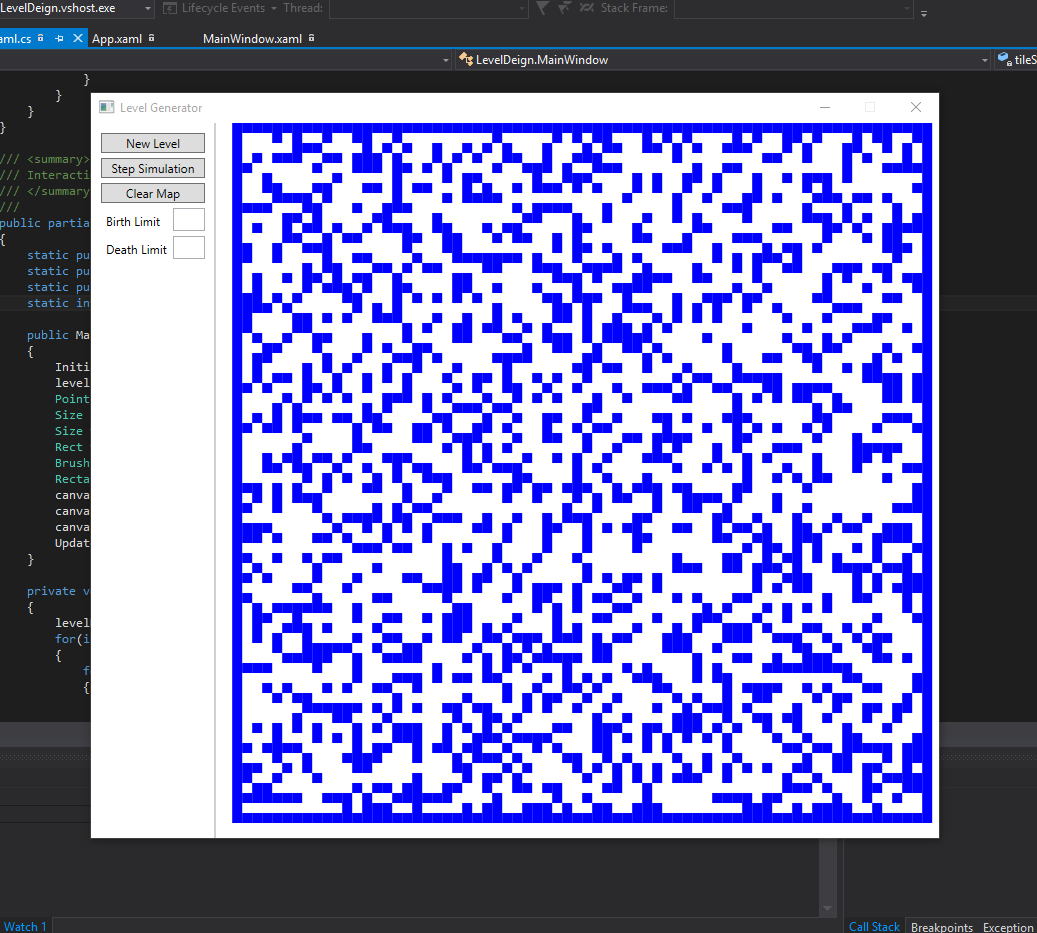 LevelDeign.vshost.exe Lifecycle Events Thread: Stack Frame:
aml.cs App.xaml MainWindow.xaml
LevelDeign.MainWindow tileS
}
}
}
}
/// <summary>
/// Interacti
/// </summary
///
public partia
{
static pu
static pu
static pu
static in
public Ma
{
Initi
level
Point
Size
Size
Rect
Brush
Recta
canva
canva
canva
Updat
}
private v
{
level
for(i
{
f
{
Level Generator
New Level
Step Simulation
Clear Map
Birth Limit
Death Limit
Watch 1 Call Stack Breakpoints Exception